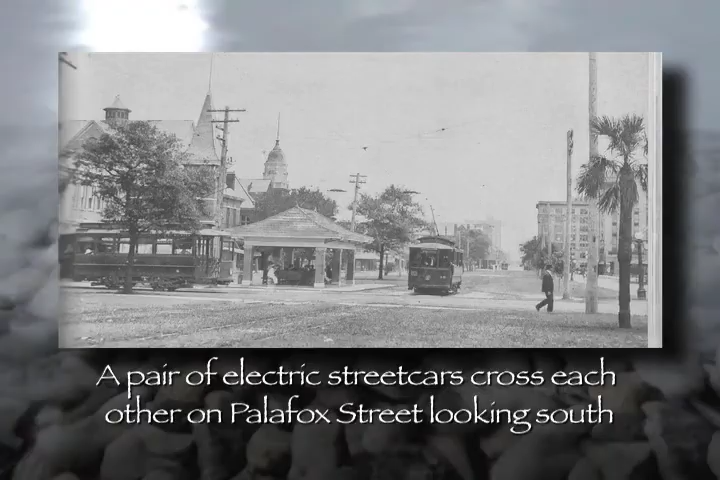 A pair of electric streetcars cross each
other on Palafox Street looking south